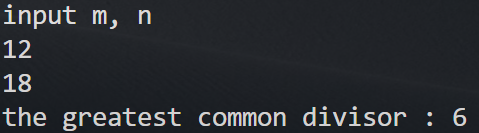 input m, n
12
18
the greatest common divisor : 6